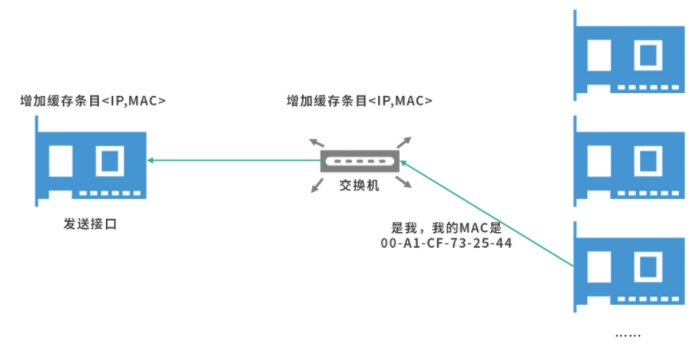 增加缓存条目<IP,MAC>
增加缓存条目<IP,MAC>
发送接口
交换机
是我，我的MAC是
00-A1-CF-73-25-44
......